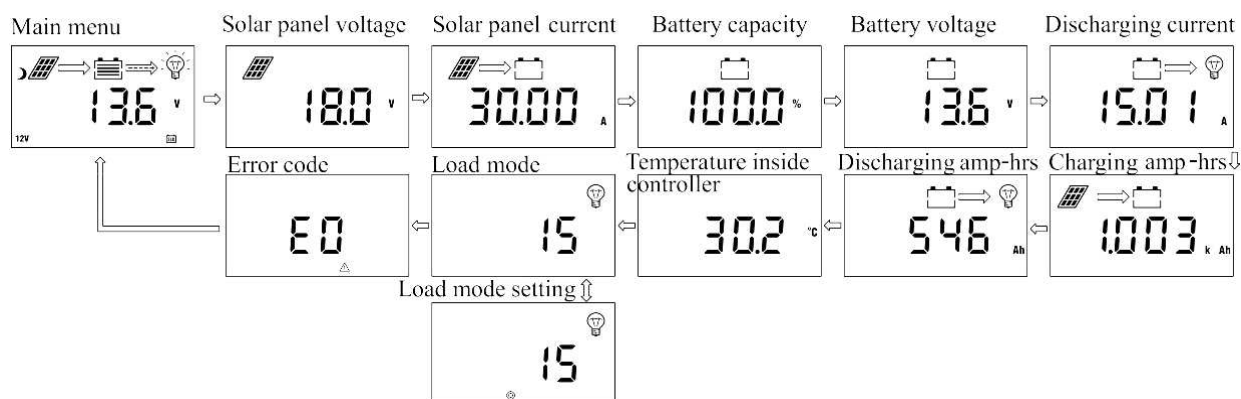 Main menu
Solar panel voltage
Solar panel current
Battery capacity
Battery voltage
Discharging current
13.6 v
12V
18.0 v
30.00 A
100.0 %
13.6 v
15.01 A
Error code
Load mode
Temperature inside
controller
Discharging amp-hrs
Charging amp-hrs
E0
15
30.2 °C
546 Ah
1.003 k Ah
Load mode setting
15